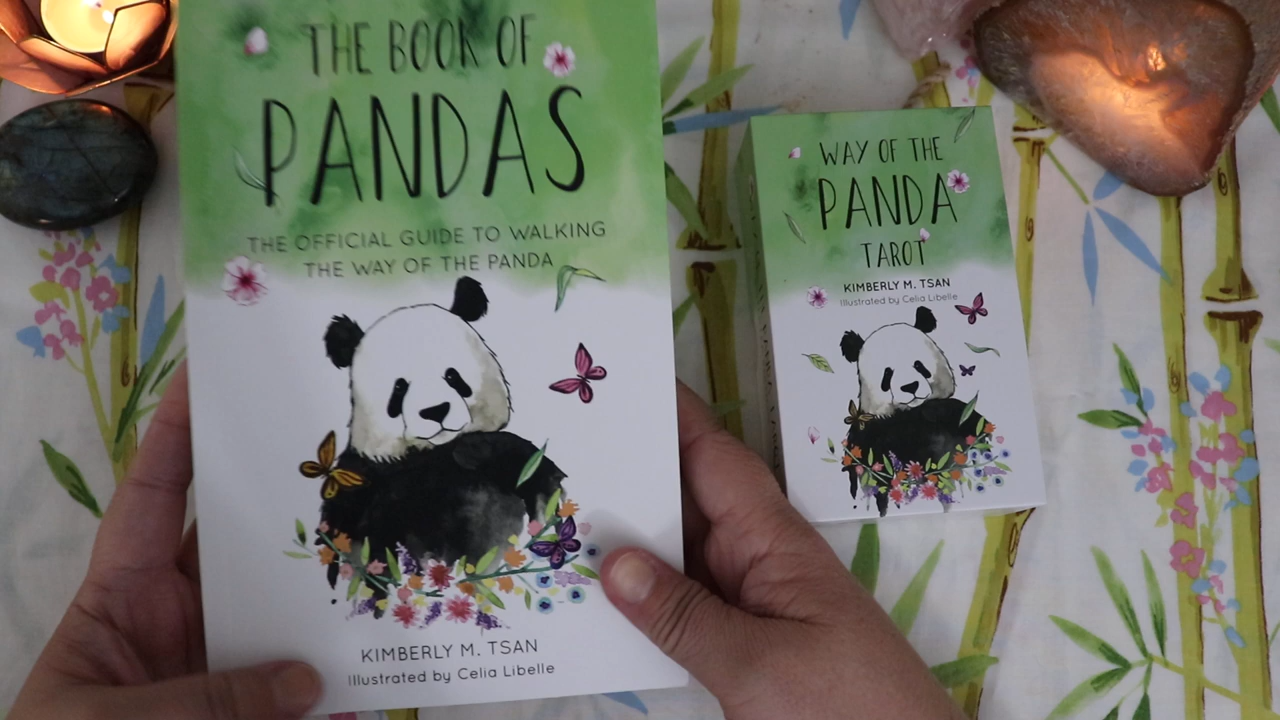 THE BOOK OF
PANDAS
THE OFFICIAL GUIDE TO WALKING
THE WAY OF THE PANDA
KIMBERLY M. TSAN
Illustrated by Celia Libelle
WAY OF THE
PANDA
TAROT
KIMBERLY M. TSAN
Illustrated by Celia Libelle